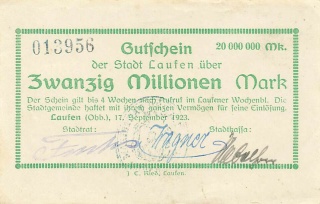 013956
Gutschein
20 000 000 Mk.
der Stadt Laufen über
Zwanzig Millionen Mark
Der Schein gilt bis 4 Wochen nach Aufruf im Laufener Wochenbl. Die
Stadtgemeinde haftet mit ihrem ganzen Vermögen für seine Einlösung.
Laufen (Obb.), 17. September 1923.
Stadtrat:
Stadtkassa:
Wagner
J. C. Ried, Laufen.